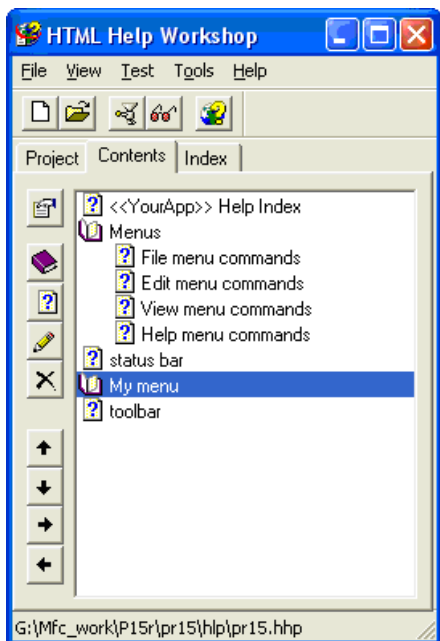 HTML Help Workshop
File View Test Tools Help
Project Contents Index
<<YourApp>> Help Index
Menus
File menu commands
Edit menu commands
View menu commands
Help menu commands
status bar
My menu
toolbar
G:\Mfc_work\P15r\pr15\hlp\pr15.hhp